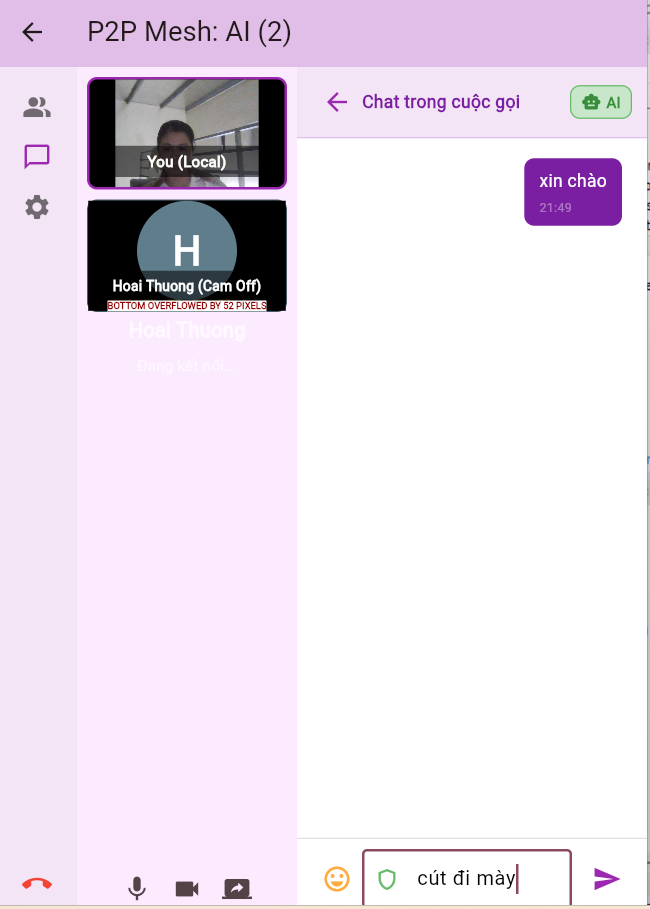 P2P Mesh: AI (2)
You (Local)
H
Hoai Thuong (Cam Off)
BOTTOM OVERFLOWED BY 52 PIXELS
Hoai Thuong
Đang kết nối...
Chat trong cuộc gọi
AI
xin chào
21:49
cút đi mày